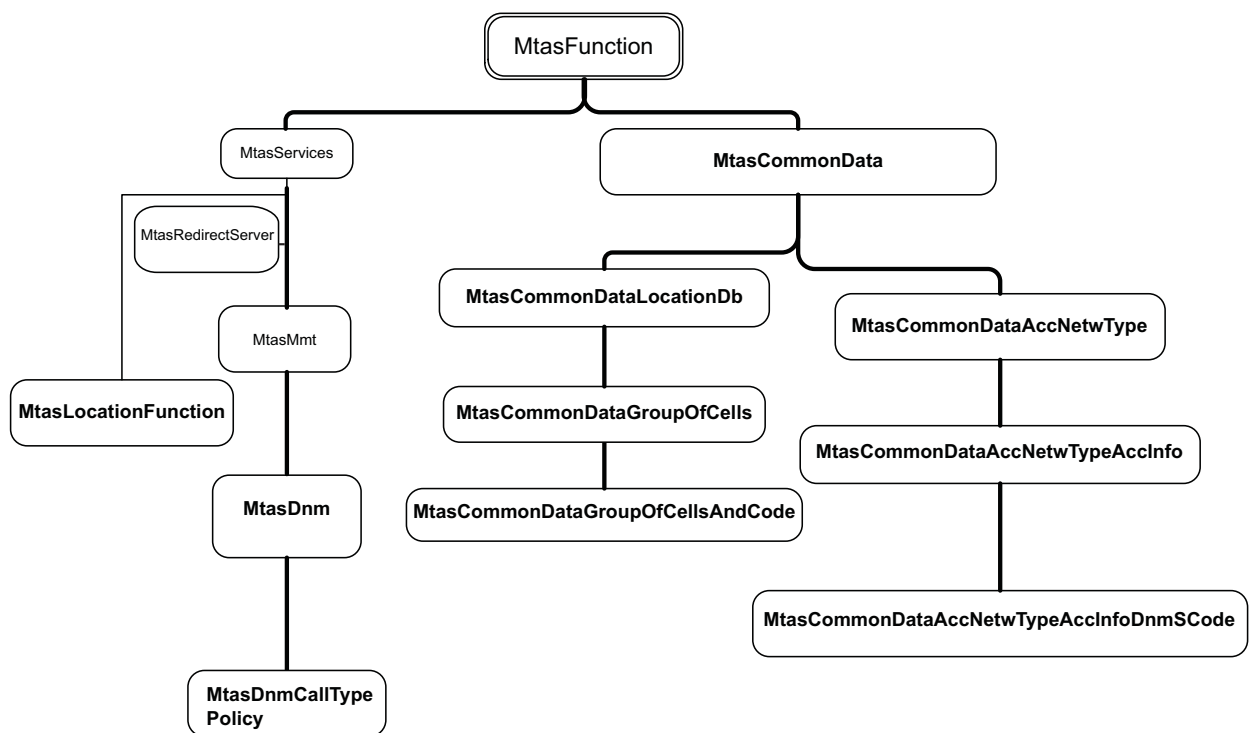 MtasFunction
MtasServices
MtasCommonData
MtasRedirectServer
MtasCommonDataLocationDb
MtasCommonDataAccNetwType
MtasMmt
MtasLocationFunction
MtasCommonDataGroupOfCells
MtasCommonDataAccNetwTypeAccInfo
MtasDnm
MtasCommonDataGroupOfCellsAndCode
MtasCommonDataAccNetwTypeAccInfoDnmSCode
MtasDnmCallType
Policy